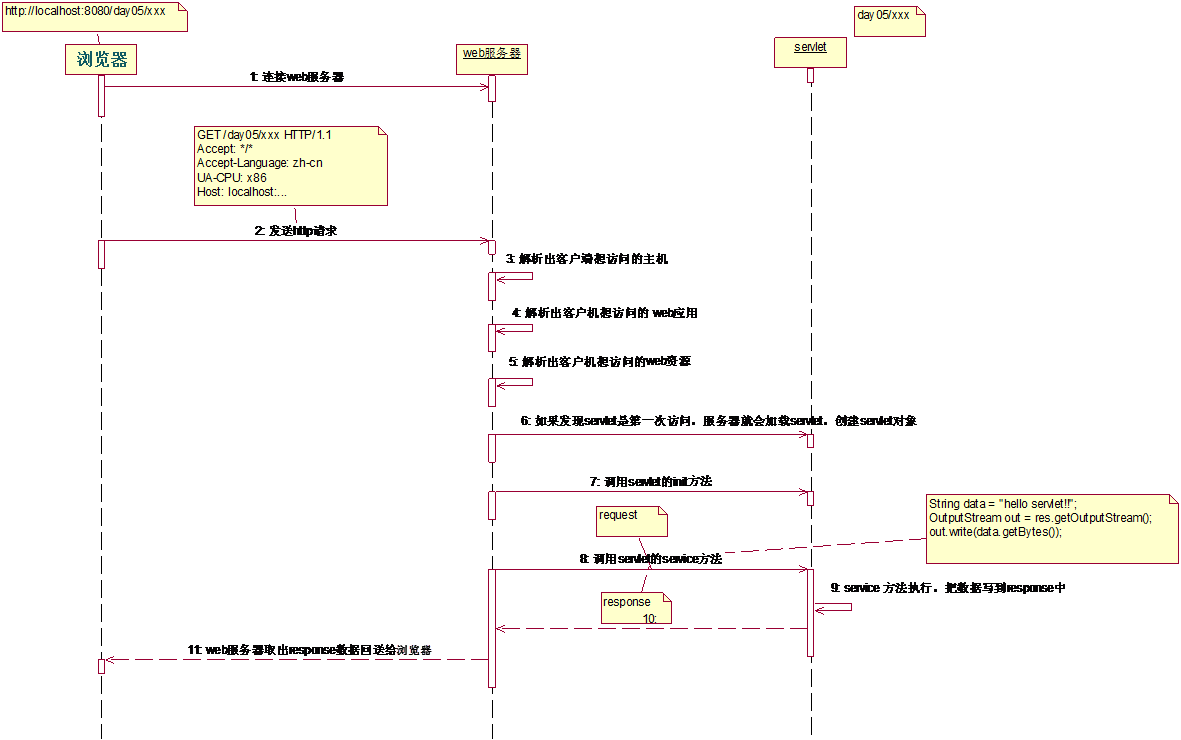 http://localhost:8080/day05/xxx
day05/xxx
浏览器
web服务器
servlet
1: 连接web服务器
GET /day05/xxx HTTP/1.1
Accept: */*
Accept-Language: zh-cn
UA-CPU: x86
Host: localhost:...
2: 发送http请求
3: 解析出客户端想访问的主机
4: 解析出客户机想访问的 web应用
5: 解析出客户机想访问的web资源
6: 如果发现servlet是第一次访问，服务器就会加载servlet，创建servlet对象
7: 调用servlet的init方法
String data = "hello servlet!!";
OutputStream out = res.getOutputStream();
out.write(data.getBytes());
request
8: 调用servlet的service方法
9: service 方法执行，把数据写到response中
response
10:
11: web服务器取出response数据回送给浏览器